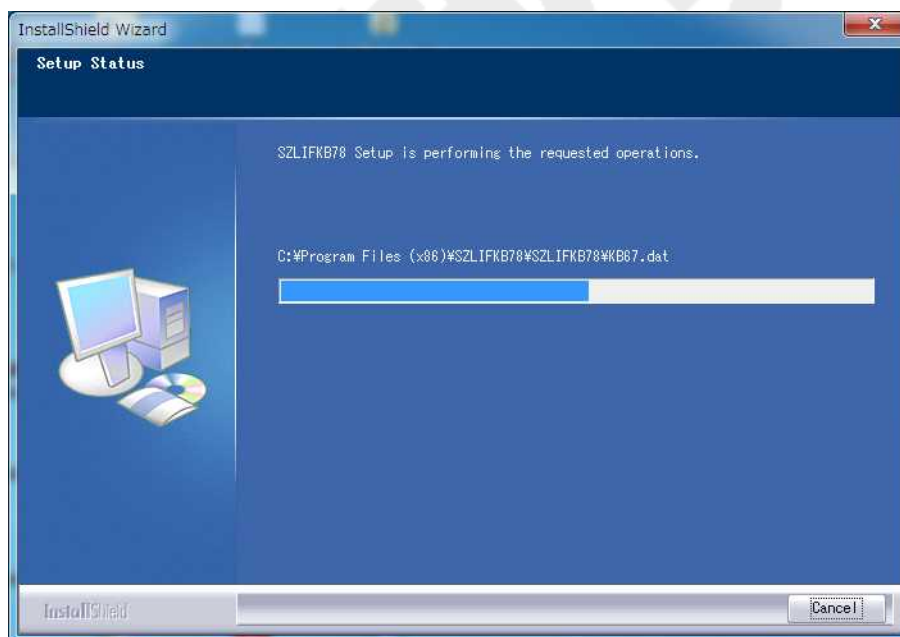 InstallShield Wizard
Setup Status
SZLIFKB78 Setup is performing the requested operations.
C:¥Program Files (x86)¥SZLIFKB78¥SZLIFKB78¥KB67.dat
InstallShield
Cancel